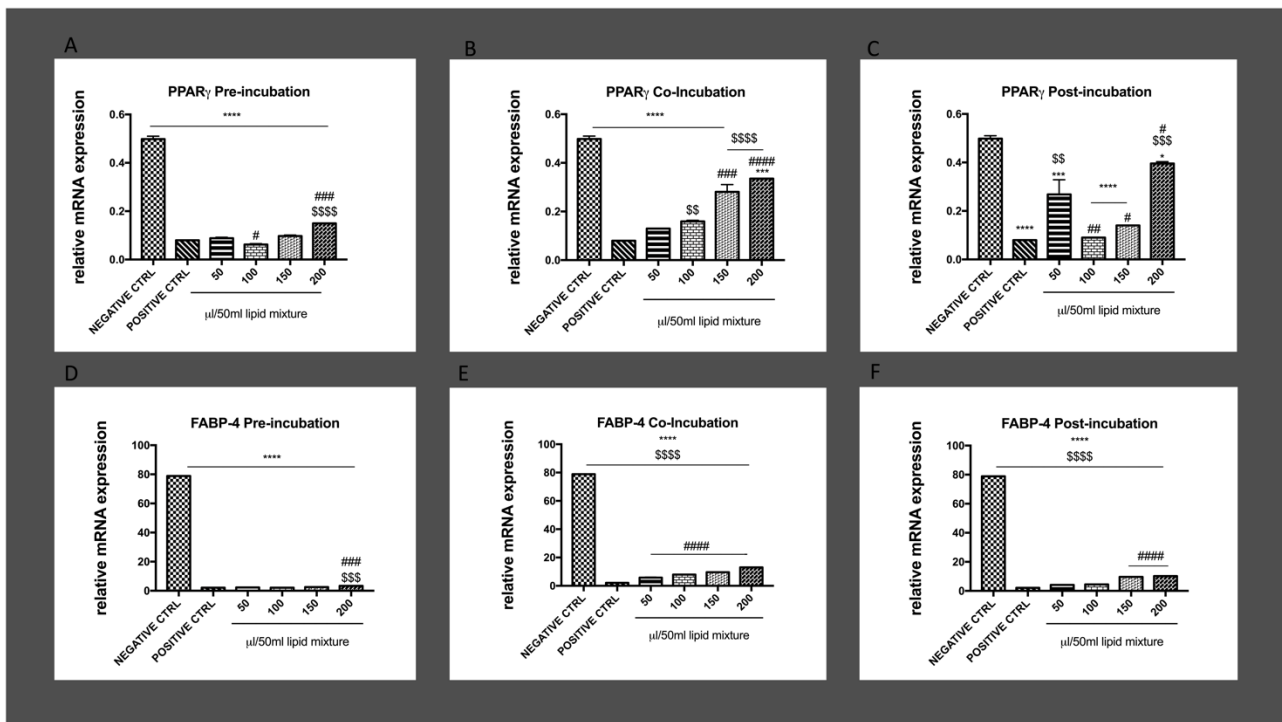 A
PPARγ Pre-incubation
relative mRNA expression
0.6
0.4
0.2
0.0
****
#
###
$$$$
NEGATIVE CTRL
POSITIVE CTRL
50
100
150
200
µl/50ml lipid mixture
B
PPARγ Co-Incubation
relative mRNA expression
0.6
0.4
0.2
0.0
****
$$$$
$$
###
####
***
NEGATIVE CTRL
POSITIVE CTRL
50
100
150
200
µl/50ml lipid mixture
C
PPARγ Post-incubation
relative mRNA expression
0.6
0.4
0.2
0.0
****
$$
***
****
##
#
#
$$$
*
NEGATIVE CTRL
POSITIVE CTRL
50
100
150
200
µl/50ml lipid mixture
D
FABP-4 Pre-incubation
relative mRNA expression
100
80
60
40
20
0
****
###
$$$
NEGATIVE CTRL
POSITIVE CTRL
50
100
150
200
µl/50ml lipid mixture
E
FABP-4 Co-Incubation
relative mRNA expression
100
80
60
40
20
0
****
$$$$
####
NEGATIVE CTRL
POSITIVE CTRL
50
100
150
200
µl/50ml lipid mixture
F
FABP-4 Post-incubation
relative mRNA expression
100
80
60
40
20
0
****
$$$$
####
NEGATIVE CTRL
POSITIVE CTRL
50
100
150
200
µl/50ml lipid mixture